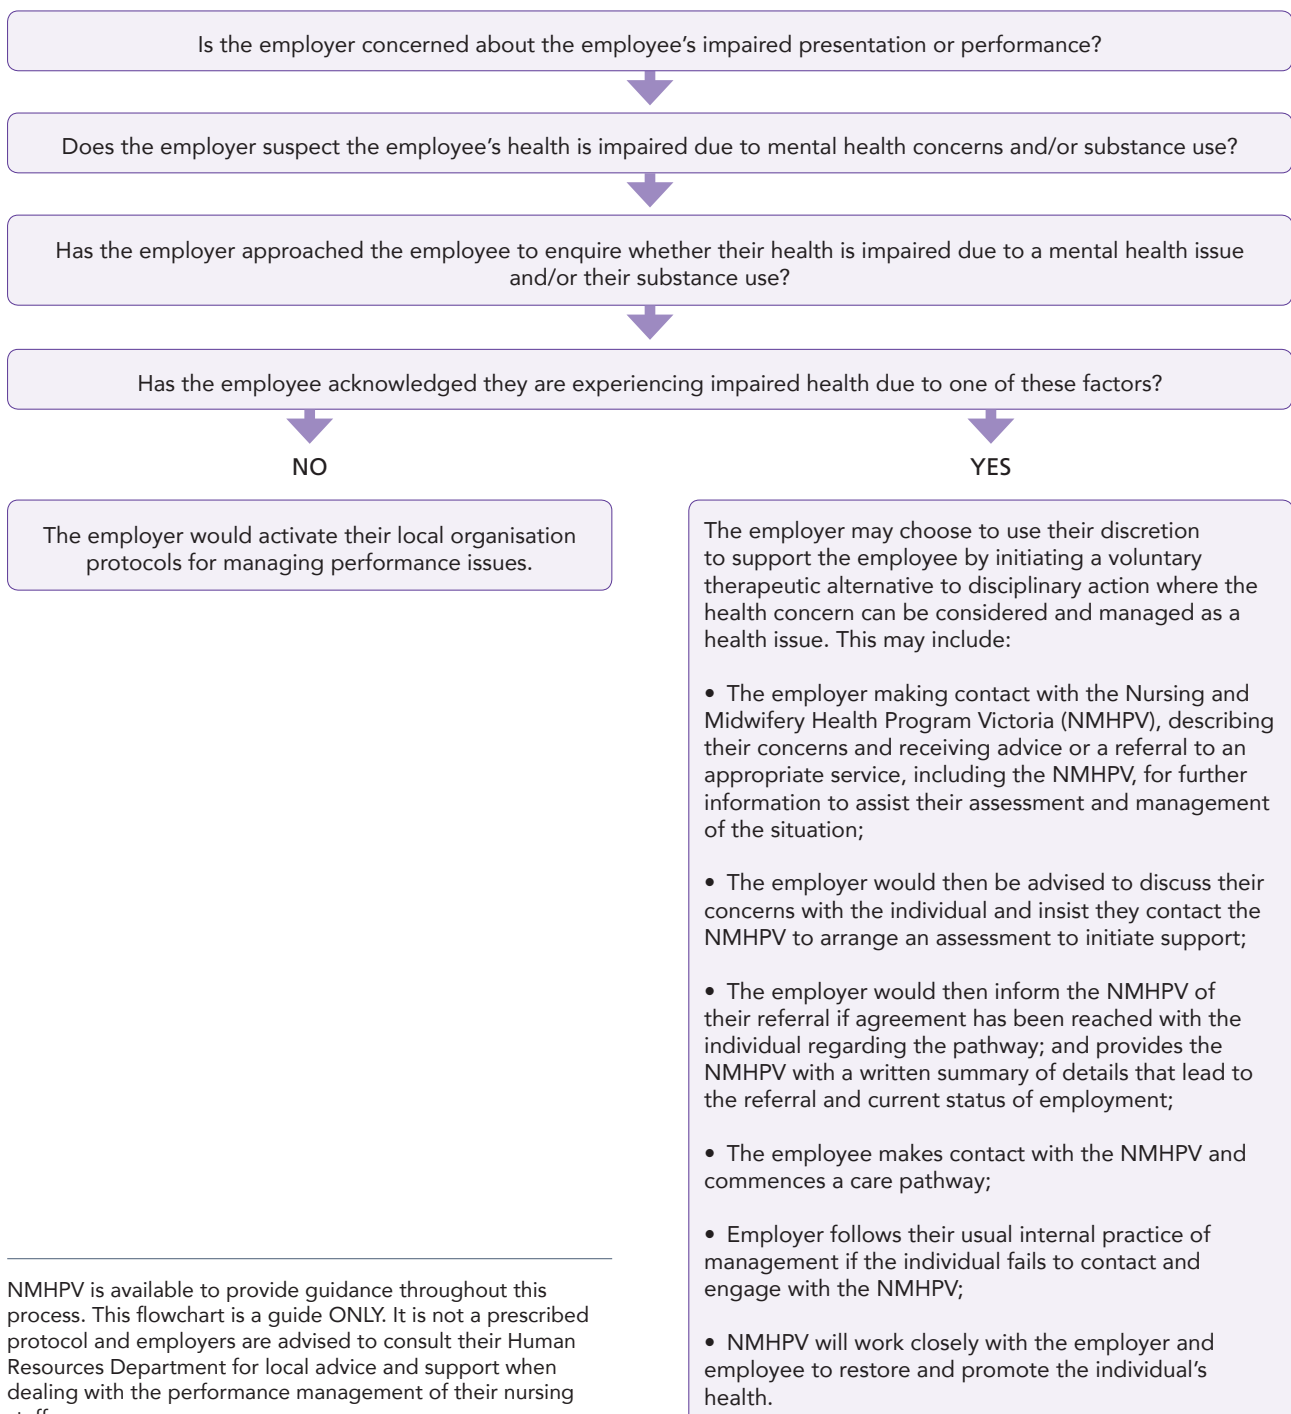 Is the employer concerned about the employee’s impaired presentation or performance?
Does the employer suspect the employee’s health is impaired due to mental health concerns and/or substance use?
Has the employer approached the employee to enquire whether their health is impaired due to a mental health issue
and/or their substance use?
Has the employee acknowledged they are experiencing impaired health due to one of these factors?
NO
The employer would activate their local organisation
protocols for managing performance issues.
YES
The employer may choose to use their discretion
to support the employee by initiating a voluntary
therapeutic alternative to disciplinary action where the
health concern can be considered and managed as a
health issue. This may include:
• The employer making contact with the Nursing and
Midwifery Health Program Victoria (NMHPV), describing
their concerns and receiving advice or a referral to an
appropriate service, including the NMHPV, for further
information to assist their assessment and management
of the situation;
• The employer would then be advised to discuss their
concerns with the individual and insist they contact the
NMHPV to arrange an assessment to initiate support;
• The employer would then inform the NMHPV of
their referral if agreement has been reached with the
individual regarding the pathway; and provides the
NMHPV with a written summary of details that lead to
the referral and current status of employment;
• The employee makes contact with the NMHPV and
commences a care pathway;
• Employer follows their usual internal practice of
management if the individual fails to contact and
engage with the NMHPV;
• NMHPV will work closely with the employer and
employee to restore and promote the individual’s
health.
NMHPV is available to provide guidance throughout this
process. This flowchart is a guide ONLY. It is not a prescribed
protocol and employers are advised to consult their Human
Resources Department for local advice and support when
dealing with the performance management of their nursing